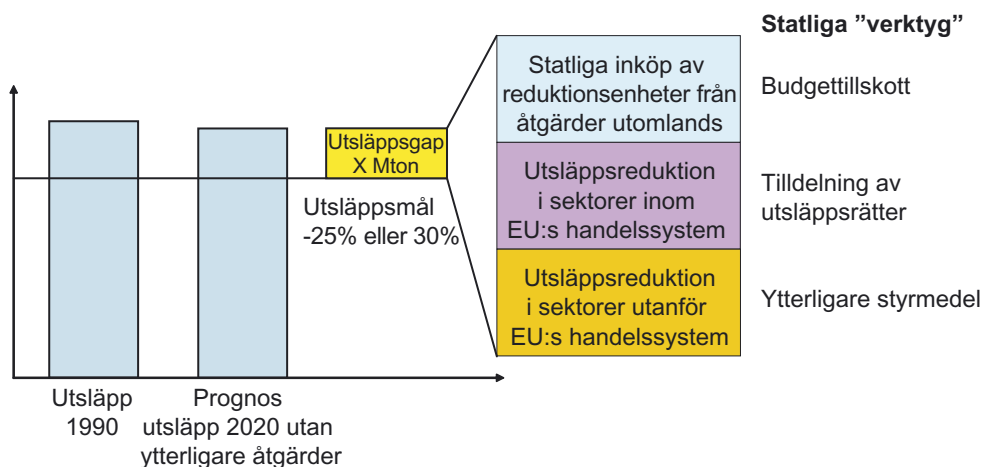 Statliga ”verktyg”
Statliga inköp av
reduktionsenheter från
åtgärder utomlands
Budgettillskott
Utsläppsgap
X Mton
Utsläppsreduktion
i sektorer inom
EU:s handelssystem
Tilldelning av
utsläppsrätter
Utsläppsmål
-25% eller 30%
Utsläppsreduktion
i sektorer utanför
EU:s handelssystem
Ytterligare styrmedel
Utsläpp
1990
Prognos
utsläpp 2020 utan
ytterligare åtgärder